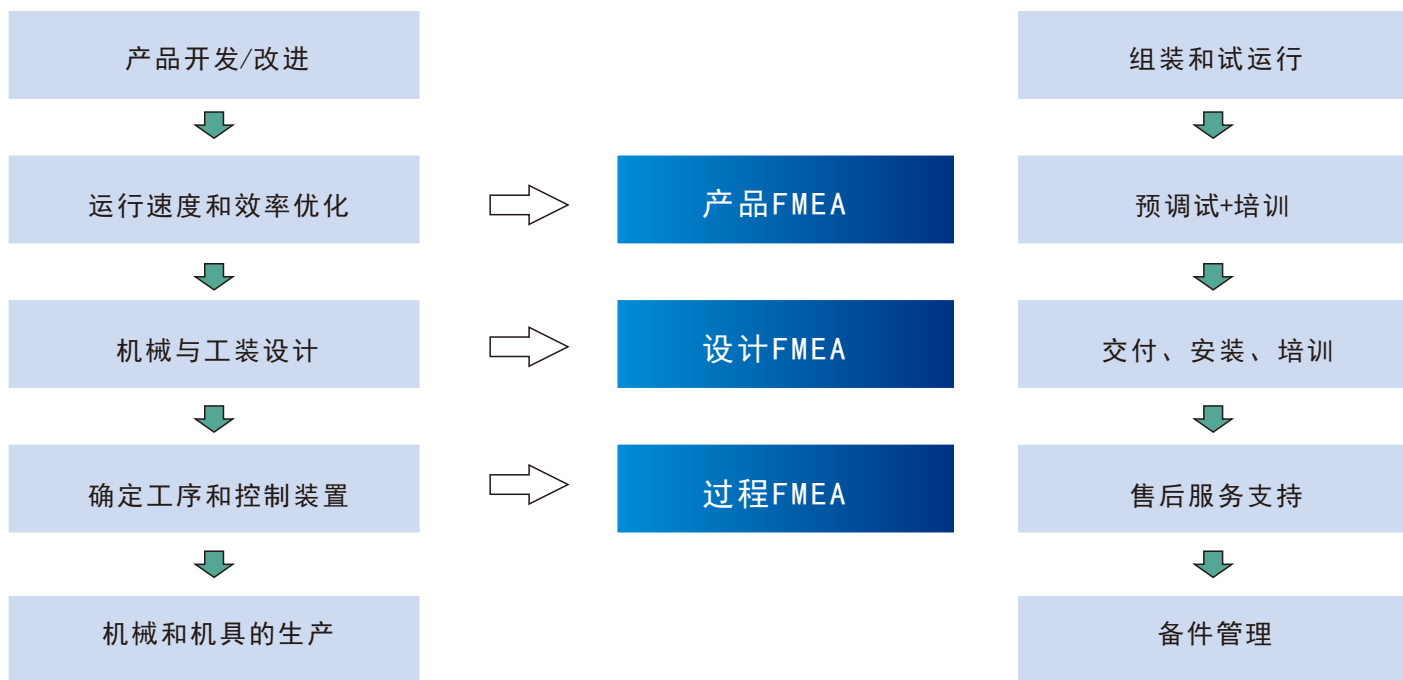 产品开发/改进
运行速度和效率优化
机械与工装设计
确定工序和控制装置
机械和机具的生产
产品FMEA
设计FMEA
过程FMEA
组装和试运行
预调试+培训
交付、安装、培训
售后服务支持
备件管理